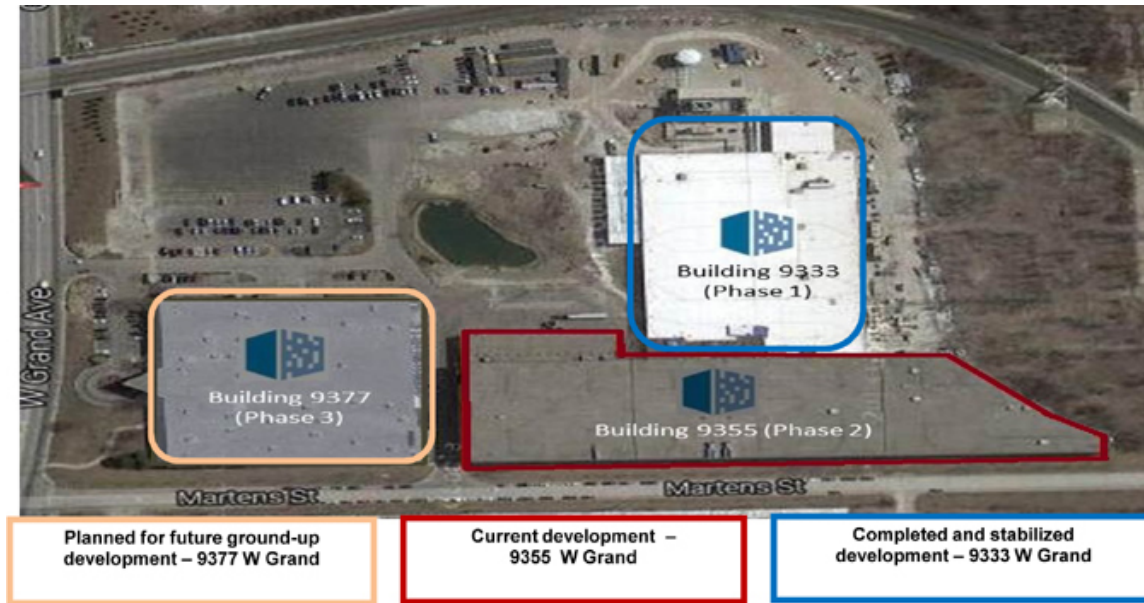 W Grand Ave
Building 9333
(Phase 1)
Building 9377
(Phase 3)
Building 9355 (Phase 2)
Martens St
Martens St
Planned for future ground-up
development – 9377 W Grand
Current development –
9355 W Grand
Completed and stabilized
development – 9333 W Grand